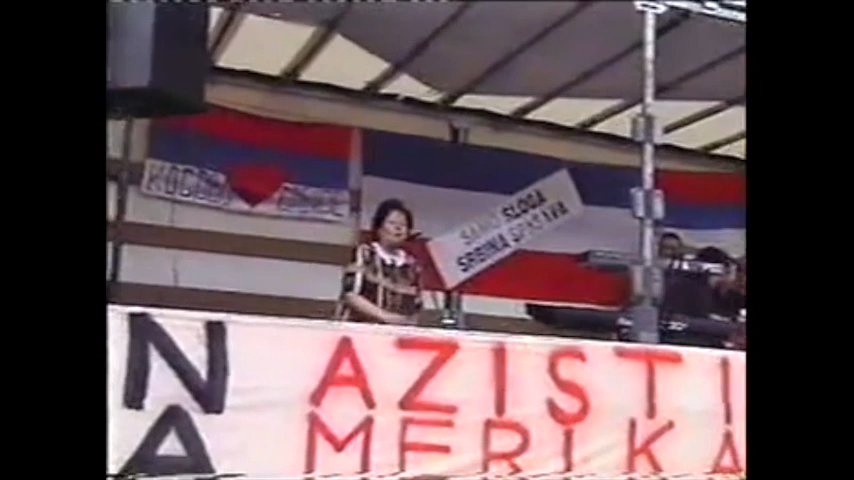 SAMO SLOGA
SRBINA SPASAVA
N AZISTI
A MERIKA